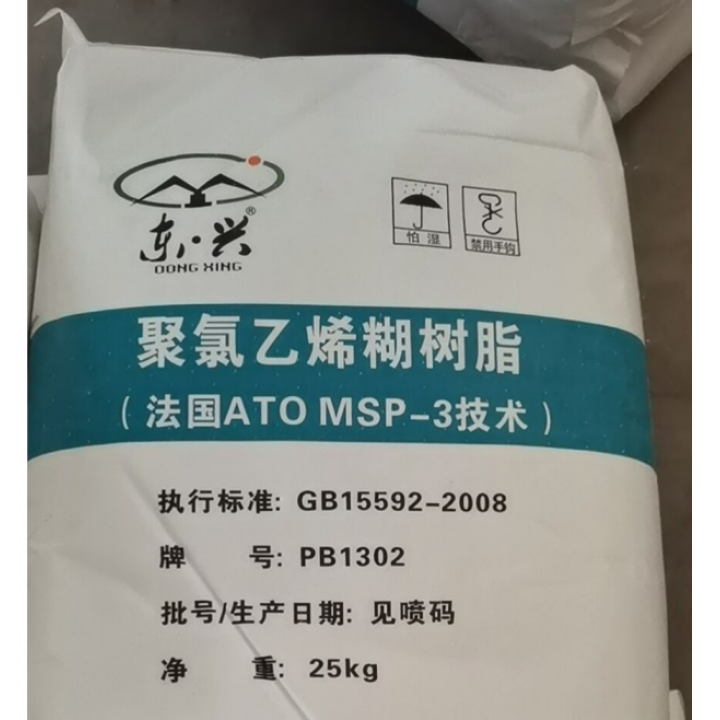 东兴®
DONG XING
怕湿
禁用手钩
聚氯乙烯糊树脂
(法国ATO MSP-3技术)
执行标准: GB15592-2008
牌 号: PB1302
批号/生产日期: 见喷码
净 重: 25kg